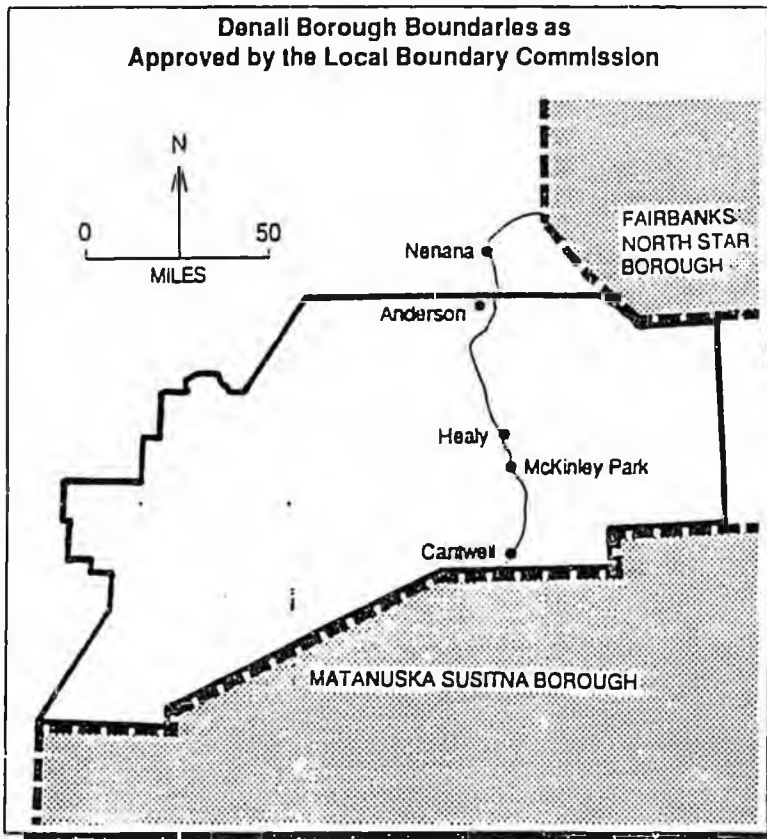 Denali Borough Boundaries as
Approved by the Local Boundary Commission
N
0 50
MILES
FAIRBANKS
NORTH STAR
BOROUGH
Nenana
Anderson
Healy
McKinley Park
Cantwell
MATANUSKA SUSITNA BOROUGH